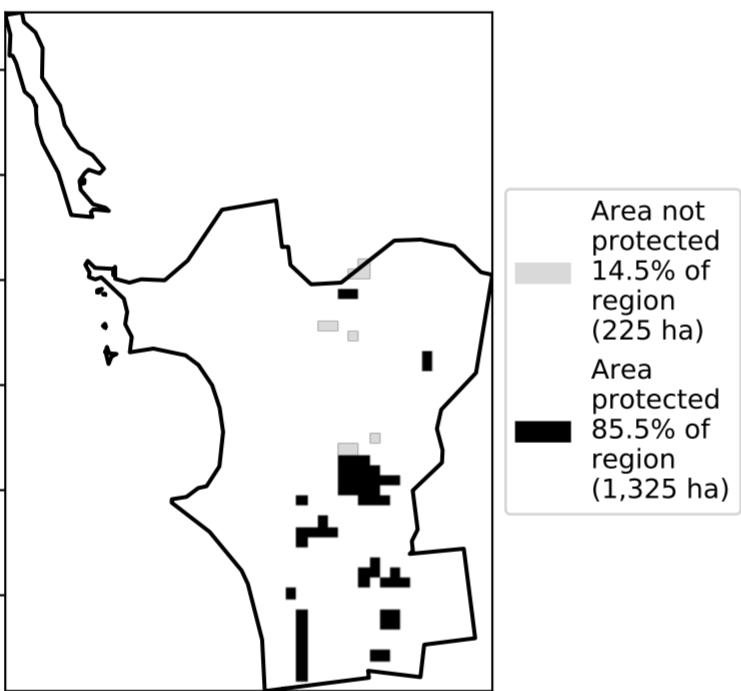 Area not
protected
14.5% of
region
(225 ha)
Area
protected
85.5% of
region
(1,325 ha)